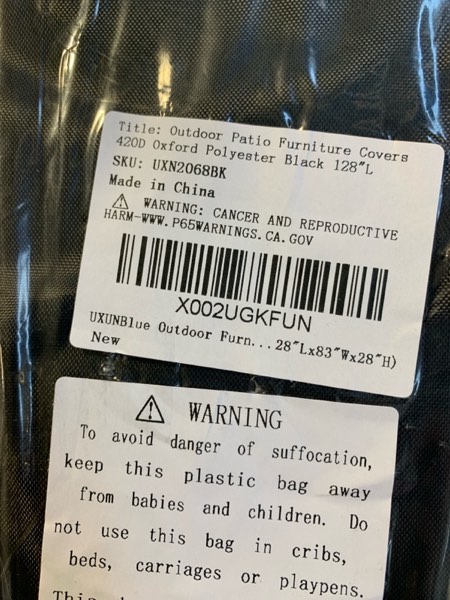 Title: Outdoor Patio Furniture Covers
420D Oxford Polyester Black 128"L
SKU: UXN2068BK
Made in China
⚠ WARNING: CANCER AND REPRODUCTIVE
HARM-WWW.P65WARNINGS.CA.GOV
X002UGKFUN
UXUNBlue Outdoor Furn...28"Lx83"Wx28"H)
New
⚠ WARNING
To avoid danger of suffocation,
keep this plastic bag away
from babies and children. Do
not use this bag in cribs,
beds, carriages or playpens.
This